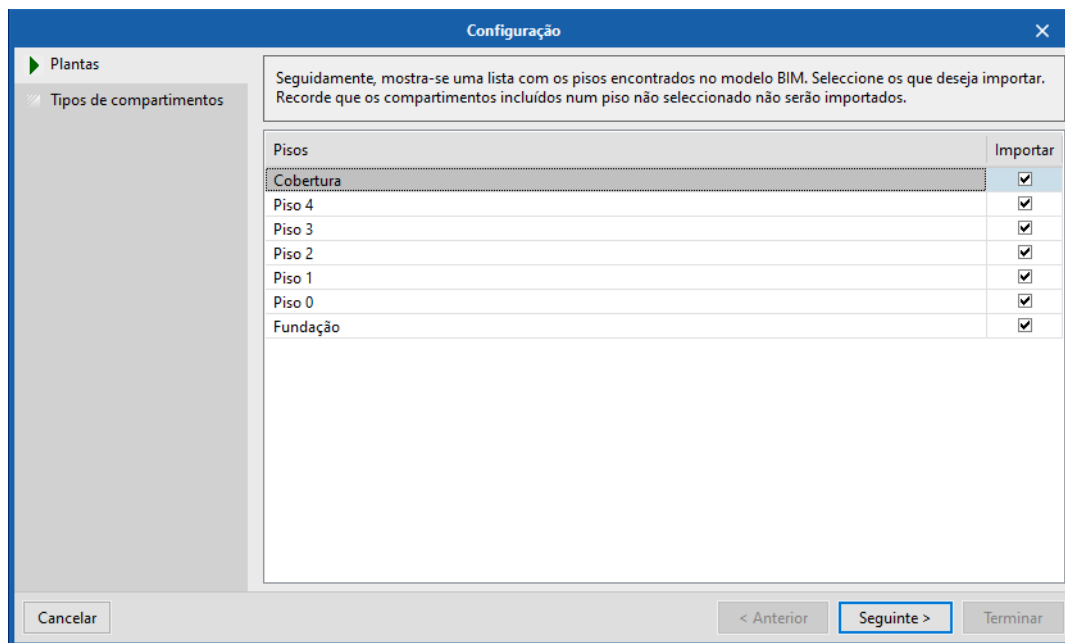 Configuração
Plantas
Tipos de compartimentos
Seguidamente, mostra-se uma lista com os pisos encontrados no modelo BIM. Seleccione os que deseja importar.
Recorde que os compartimentos incluídos num piso não seleccionado não serão importados.
Pisos Importar
Cobertura
Piso 4
Piso 3
Piso 2
Piso 1
Piso 0
Fundação
Cancelar < Anterior Seguinte > Terminar